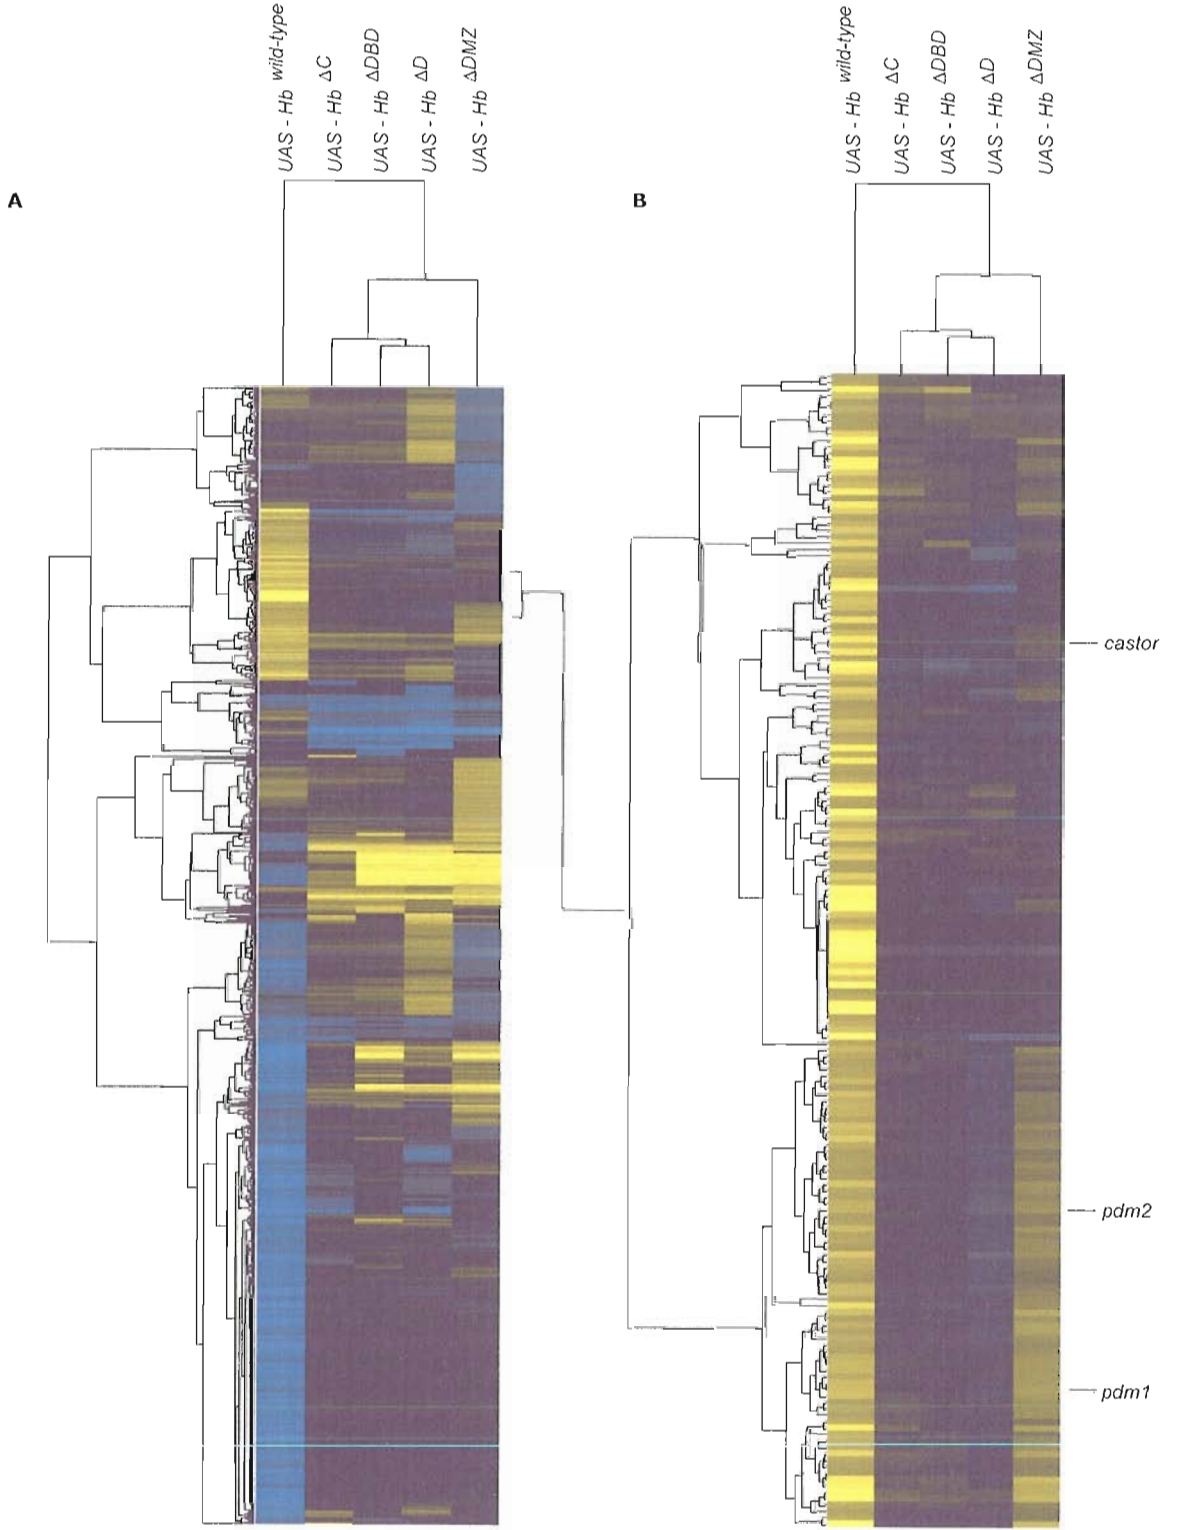 UAS - Hb wild-type
UAS - Hb ΔC
UAS - Hb ΔDBD
UAS - Hb ΔD
UAS - Hb ΔDMZ
UAS - Hb wild-type
UAS - Hb ΔC
UAS - Hb ΔDBD
UAS - Hb ΔD
UAS - Hb ΔDMZ
A
B
castor
pdm2
pdm1